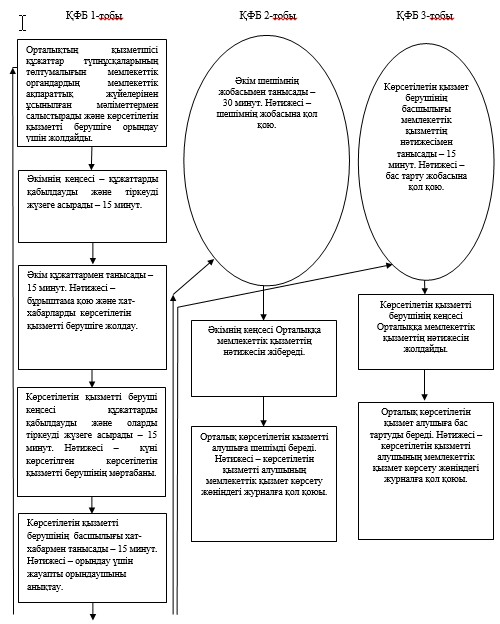 ҚФБ 1-тобы
ҚФБ 2-тобы
ҚФБ 3-тобы
Орталықтың қызметшісі
құжаттар түпнұсқаларының
төлтумалығын мемлекеттік
органдардың мемлекеттік
ақпараттық жүйелерінен
ұсынылған мәліметтермен
салыстырады және көрсетілетін
қызметті берушіге орындау
үшін жолдайды.
Әкімнің кеңсесі – құжаттарды
қабылдауды және тіркеуді
жүзеге асырады – 15 минут.
Әкім құжаттармен танысады –
15 минут. Нәтижесі –
бұрыштама қою және хат-
хабарларды көрсетілетін
қызметті берушіге жолдау.
Көрсетілетін қызметті беруші
кеңсесі құжаттарды
қабылдауды және оларды
тіркеуді жүзеге асырады – 15
минут. Нәтижесі – күні
көрсетілген көрсетілетін
қызметті берушінің мөртабаны.
Көрсетілетін қызметті
берушінің басшылығы хат-
хабармен танысады – 15 минут.
Нәтижесі – орындау үшін
жауапты орындаушыны
анықтау.
Әкім шешімнің
жобасымен танысады –
30 минут. Нәтижесі –
шешімнің жобасына қол
қою.
Әкімнің кеңсесі Орталыққа
мемлекеттік қызметтің
нәтижесін жібереді.
Орталық көрсетілетін қызметті
алушыға шешімді береді.
Нәтижесі – көрсетілетін
қызметті алушының
мемлекеттік қызмет көрсету
жөніндегі журналға қол қоюы.
Көрсетілетін қызмет
берушінің
басшылығы
мемлекеттік
қызметтің
нәтижесімен
танысады – 15
минут. Нәтижесі –
бас тарту жобасына
қол қою.
Көрсетілетін қызметті
берушінің кеңсесі
Орталыққа мемлекеттік
қызметтің нәтижесін
жолдайды.
Орталық көрсетілетін
қызмет алушыға бас
тартуды береді. Нәтижесі –
көрсетілетін қызметті
алушының мемлекеттік
қызмет көрсету жөніндегі
журналға қол қоюы.